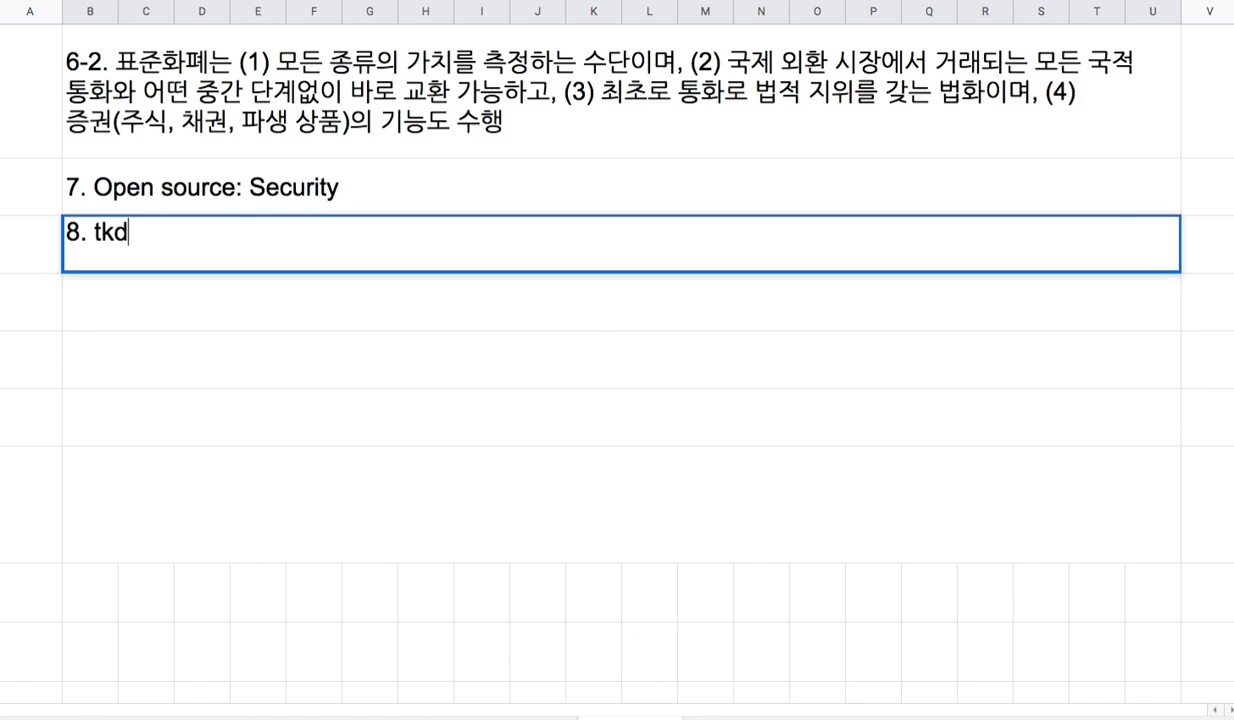 A B C D E F G H I J K L M N O P Q R S T U V
6-2. 표준화폐는 (1) 모든 종류의 가치를 측정하는 수단이며, (2) 국제 외환 시장에서 거래되는 모든 국적
통화와 어떤 중간 단계없이 바로 교환 가능하고, (3) 최초로 통화로 법적 지위를 갖는 법화이며, (4)
증권(주식, 채권, 파생 상품)의 기능도 수행
7. Open source: Security
8. tkd